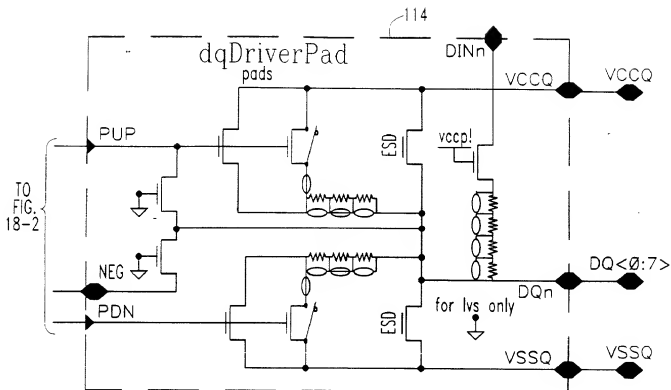 114
dqDriverPad
pads
DINn
VCCQ
VCCQ
PUP
ESD
vccp!
TO
FIG.
18-2
NEG
DQ<0:7>
DQn
PDN
ESD
for lvs only
VSSQ
VSSQ